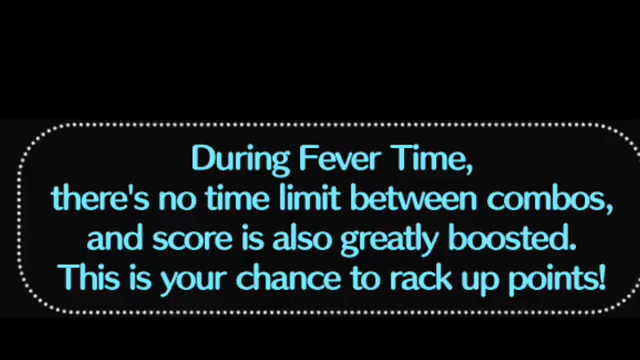 During Fever Time,
there's no time limit between combos,
and score is also greatly boosted.
This is your chance to rack up points!